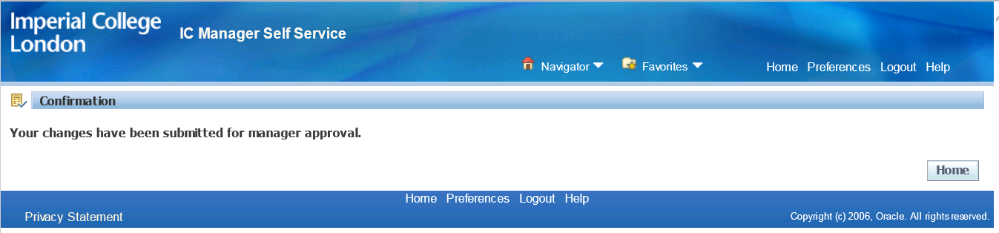 Imperial College
London
IC Manager Self Service
Navigator
Favorites
Home Preferences Logout Help
Confirmation
Your changes have been submitted for manager approval.
Home
Home Preferences Logout Help
Privacy Statement
Copyright (c) 2006, Oracle. All rights reserved.